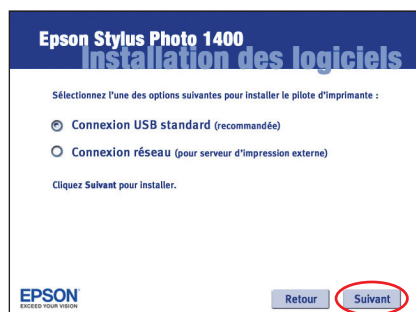 Epson Stylus Photo 1400
Installation des logiciels
Sélectionnez l'une des options suivantes pour installer le pilote d'imprimante :
Connexion USB standard (recommandée)
Connexion réseau (pour serveur d'impression externe)
Cliquez Suivant pour installer.
EPSON
EXCEED YOUR VISION
Retour
Suivant